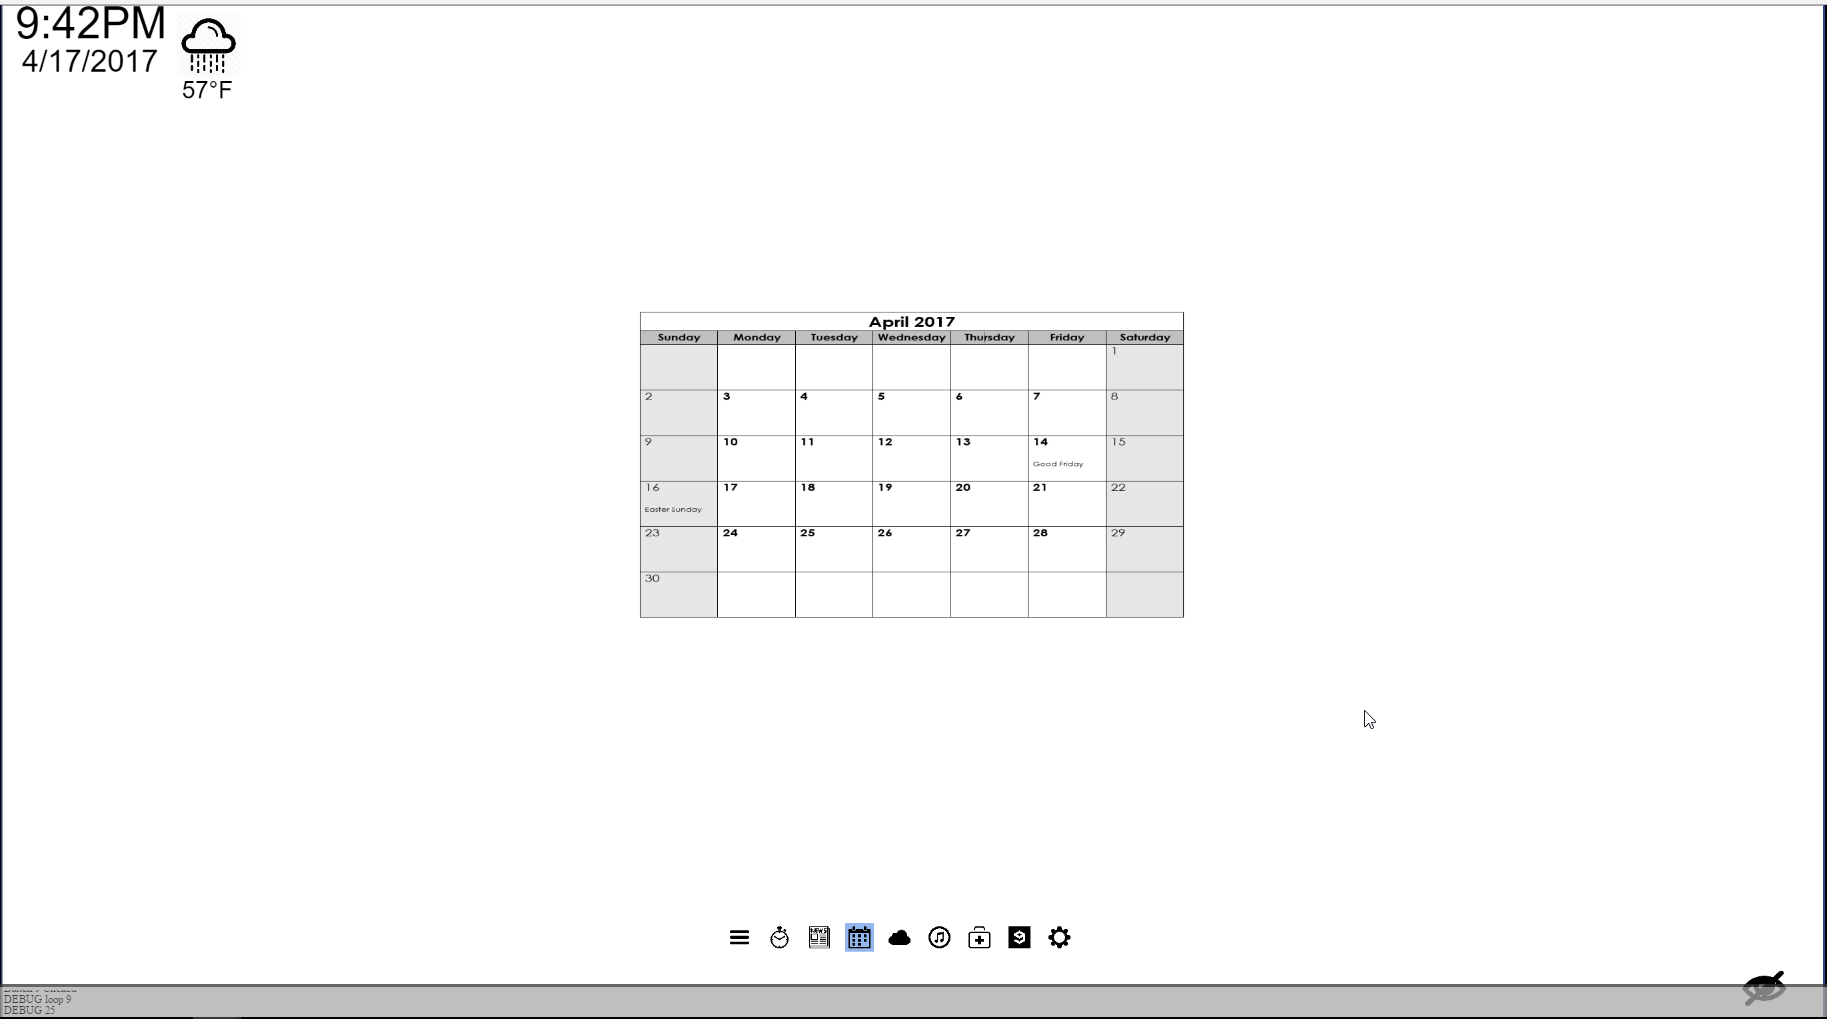 9:42PM
4/17/2017
57°F
April 2017
Sunday Monday Tuesday Wednesday Thursday Friday Saturday
1
2 3 4 5 6 7 8
9 10 11 12 13 14 15
Good Friday
16 17 18 19 20 21 22
Easter Sunday
23 24 25 26 27 28 29
30
NEWS
DEBUG loop 9
DEBUG 25